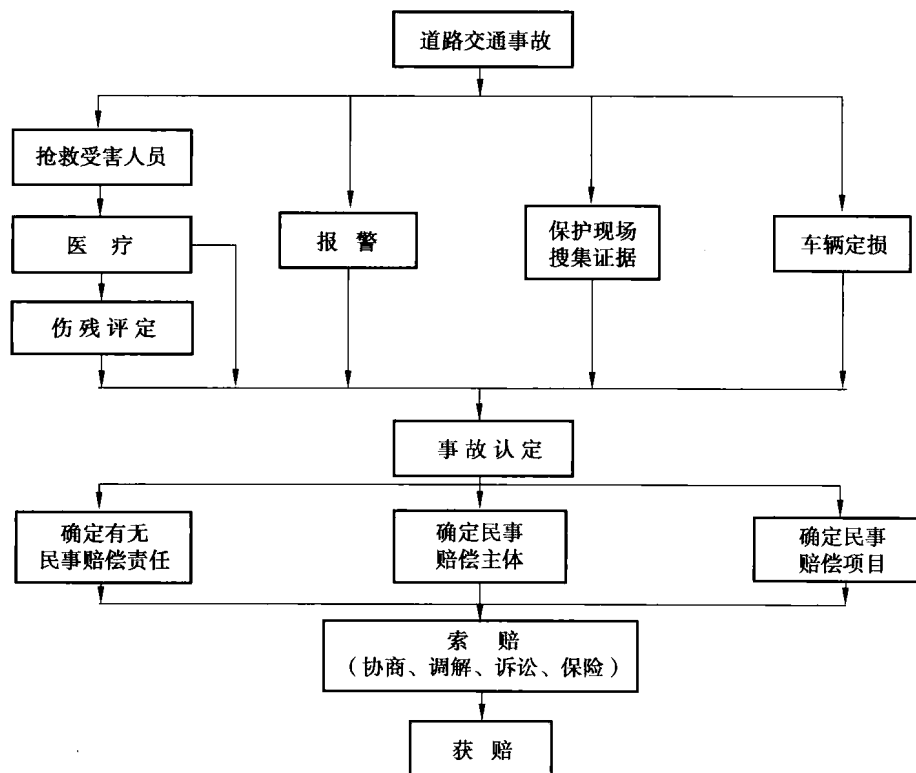 道路交通事故
抢救受害人员
医 疗
伤残评定
报 警
保护现场
搜集证据
车辆定损
事故认定
确定有无
民事赔偿责任
确定民事
赔偿主体
确定民事
赔偿项目
索 赔
（协商、调解、诉讼、保险）
获 赔